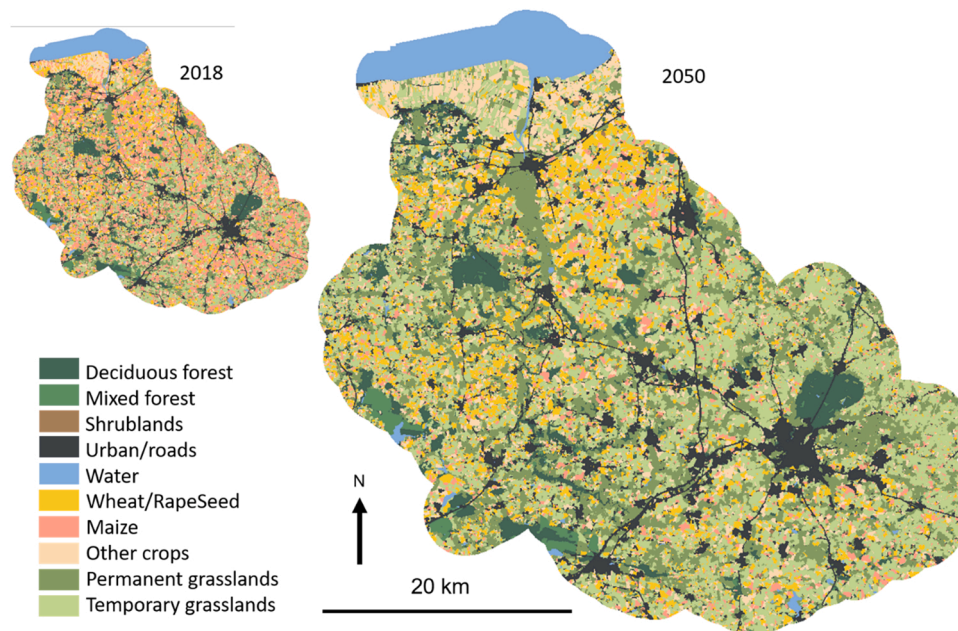 2018
2050
Deciduous forest
Mixed forest
Shrublands
Urban/roads
Water
Wheat/RapeSeed
Maize
Other crops
Permanent grasslands
Temporary grasslands
N
20 km